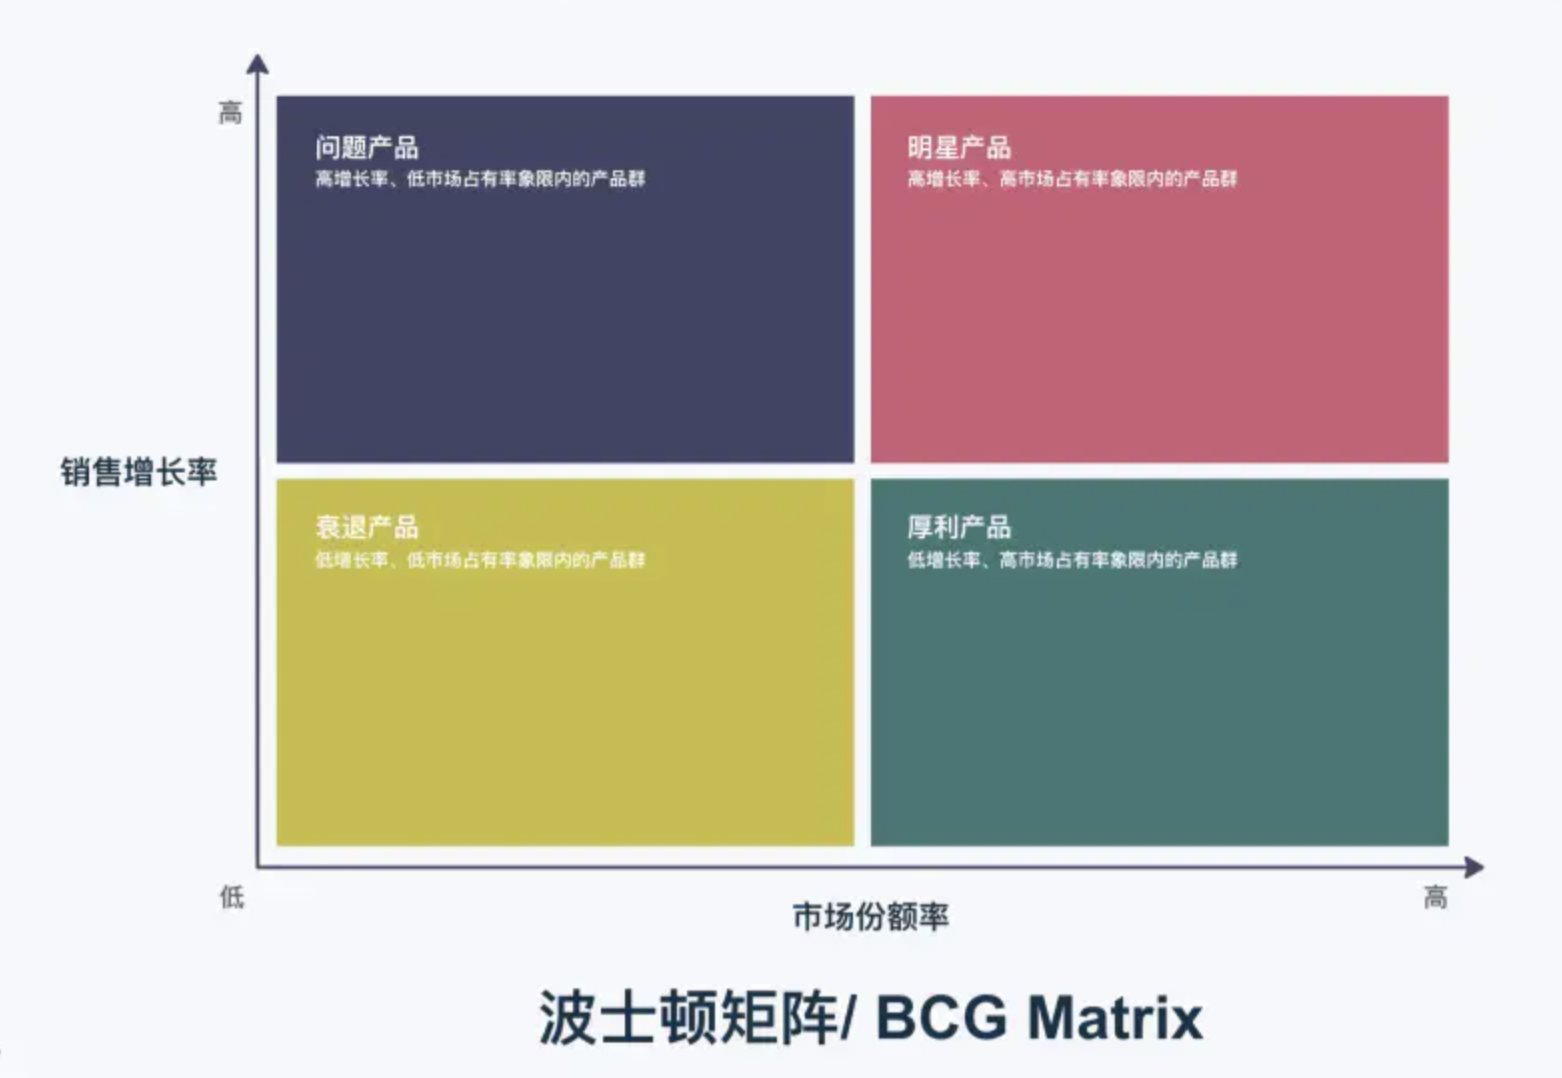 高
问题产品
高增长率、低市场占有率象限内的产品群
明星产品
高增长率、高市场占有率象限内的产品群
销售增长率
衰退产品
低增长率、低市场占有率象限内的产品群
厚利产品
低增长率、高市场占有率象限内的产品群
低
市场份额率
高
波士顿矩阵/ BCG Matrix